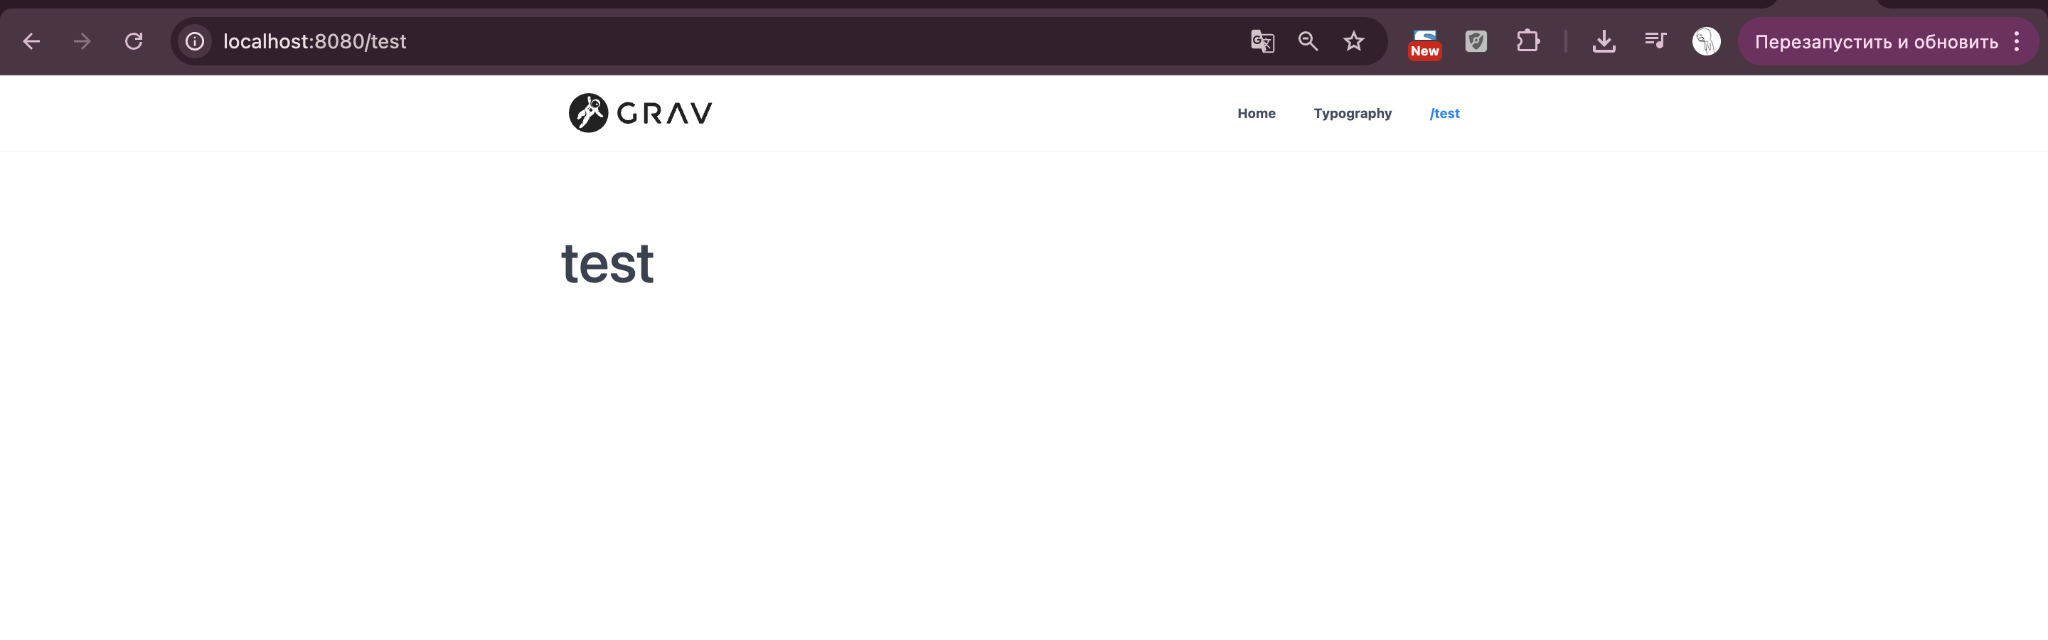 localhost:8080/test
New
Перезапустить и обновить
GRAV
Home
Typography
/test
test